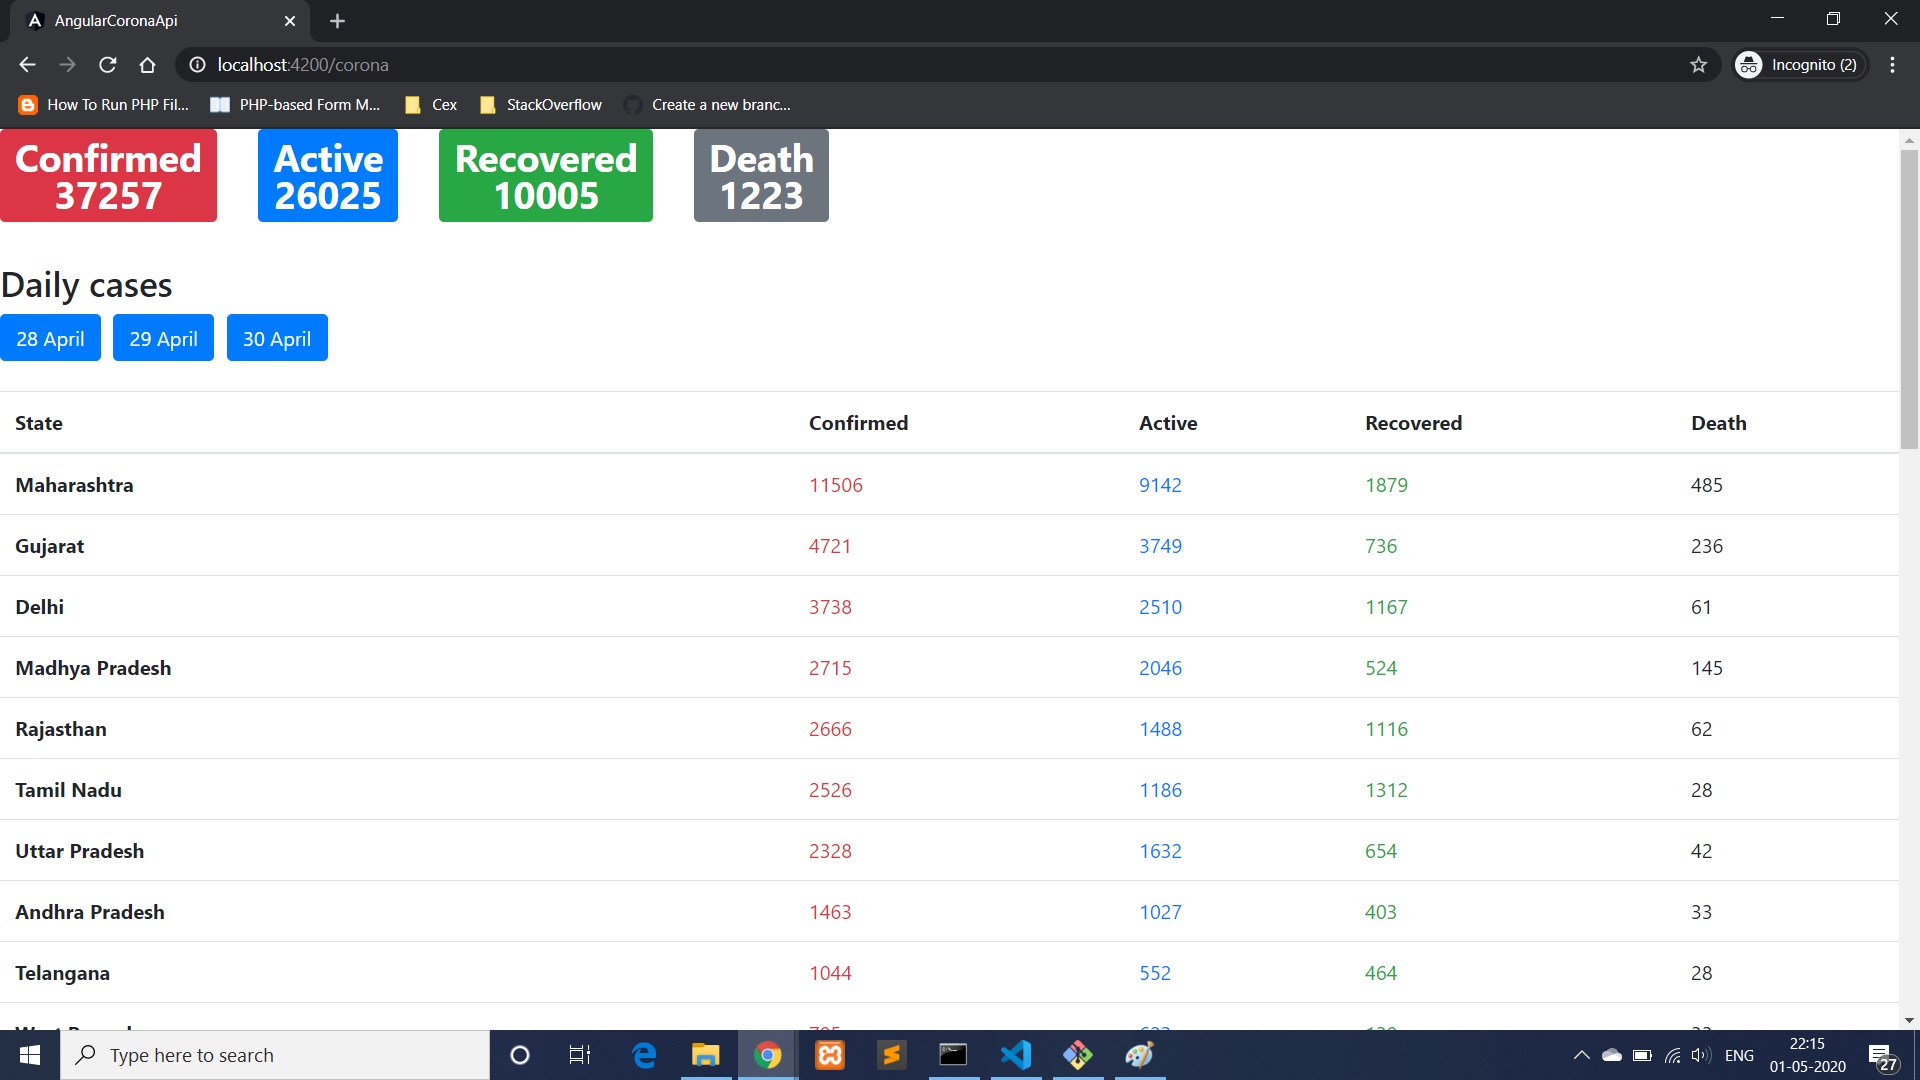 AngularCoronaApi
localhost:4200/corona
Incognito (2)
How To Run PHP Fil...
PHP-based Form M...
Cex
StackOverflow
Create a new branc...
Confirmed
37257
Active
26025
Recovered
10005
Death
1223
Daily cases
28 April
29 April
30 April
State Confirmed Active Recovered Death
Maharashtra 11506 9142 1879 485
Gujarat 4721 3749 736 236
Delhi 3738 2510 1167 61
Madhya Pradesh 2715 2046 524 145
Rajasthan 2666 1488 1116 62
Tamil Nadu 2526 1186 1312 28
Uttar Pradesh 2328 1632 654 42
Andhra Pradesh 1463 1027 403 33
Telangana 1044 552 464 28
Type here to search
ENG
22:15
01-05-2020
27